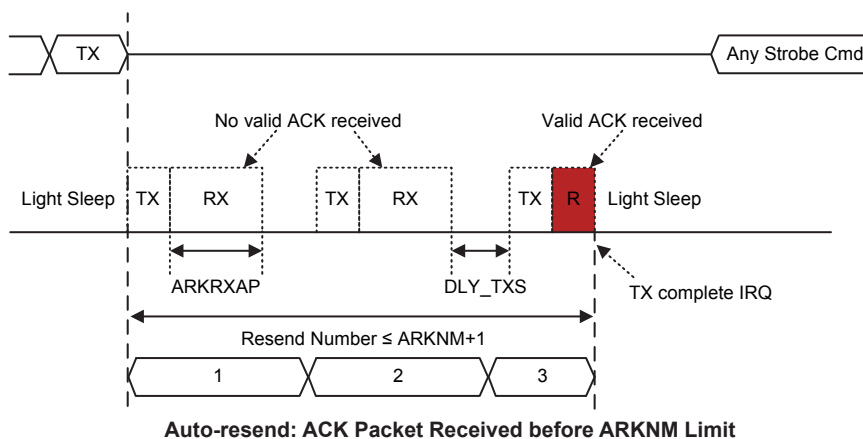 TX
Any Strobe Cmd
No valid ACK received
Valid ACK received
Light Sleep
TX
RX
TX
RX
TX
R
Light Sleep
ARKRXAP
DLY_TXS
TX complete IRQ
Resend Number ≤ ARKNM+1
1
2
3
Auto-resend: ACK Packet Received before ARKNM Limit